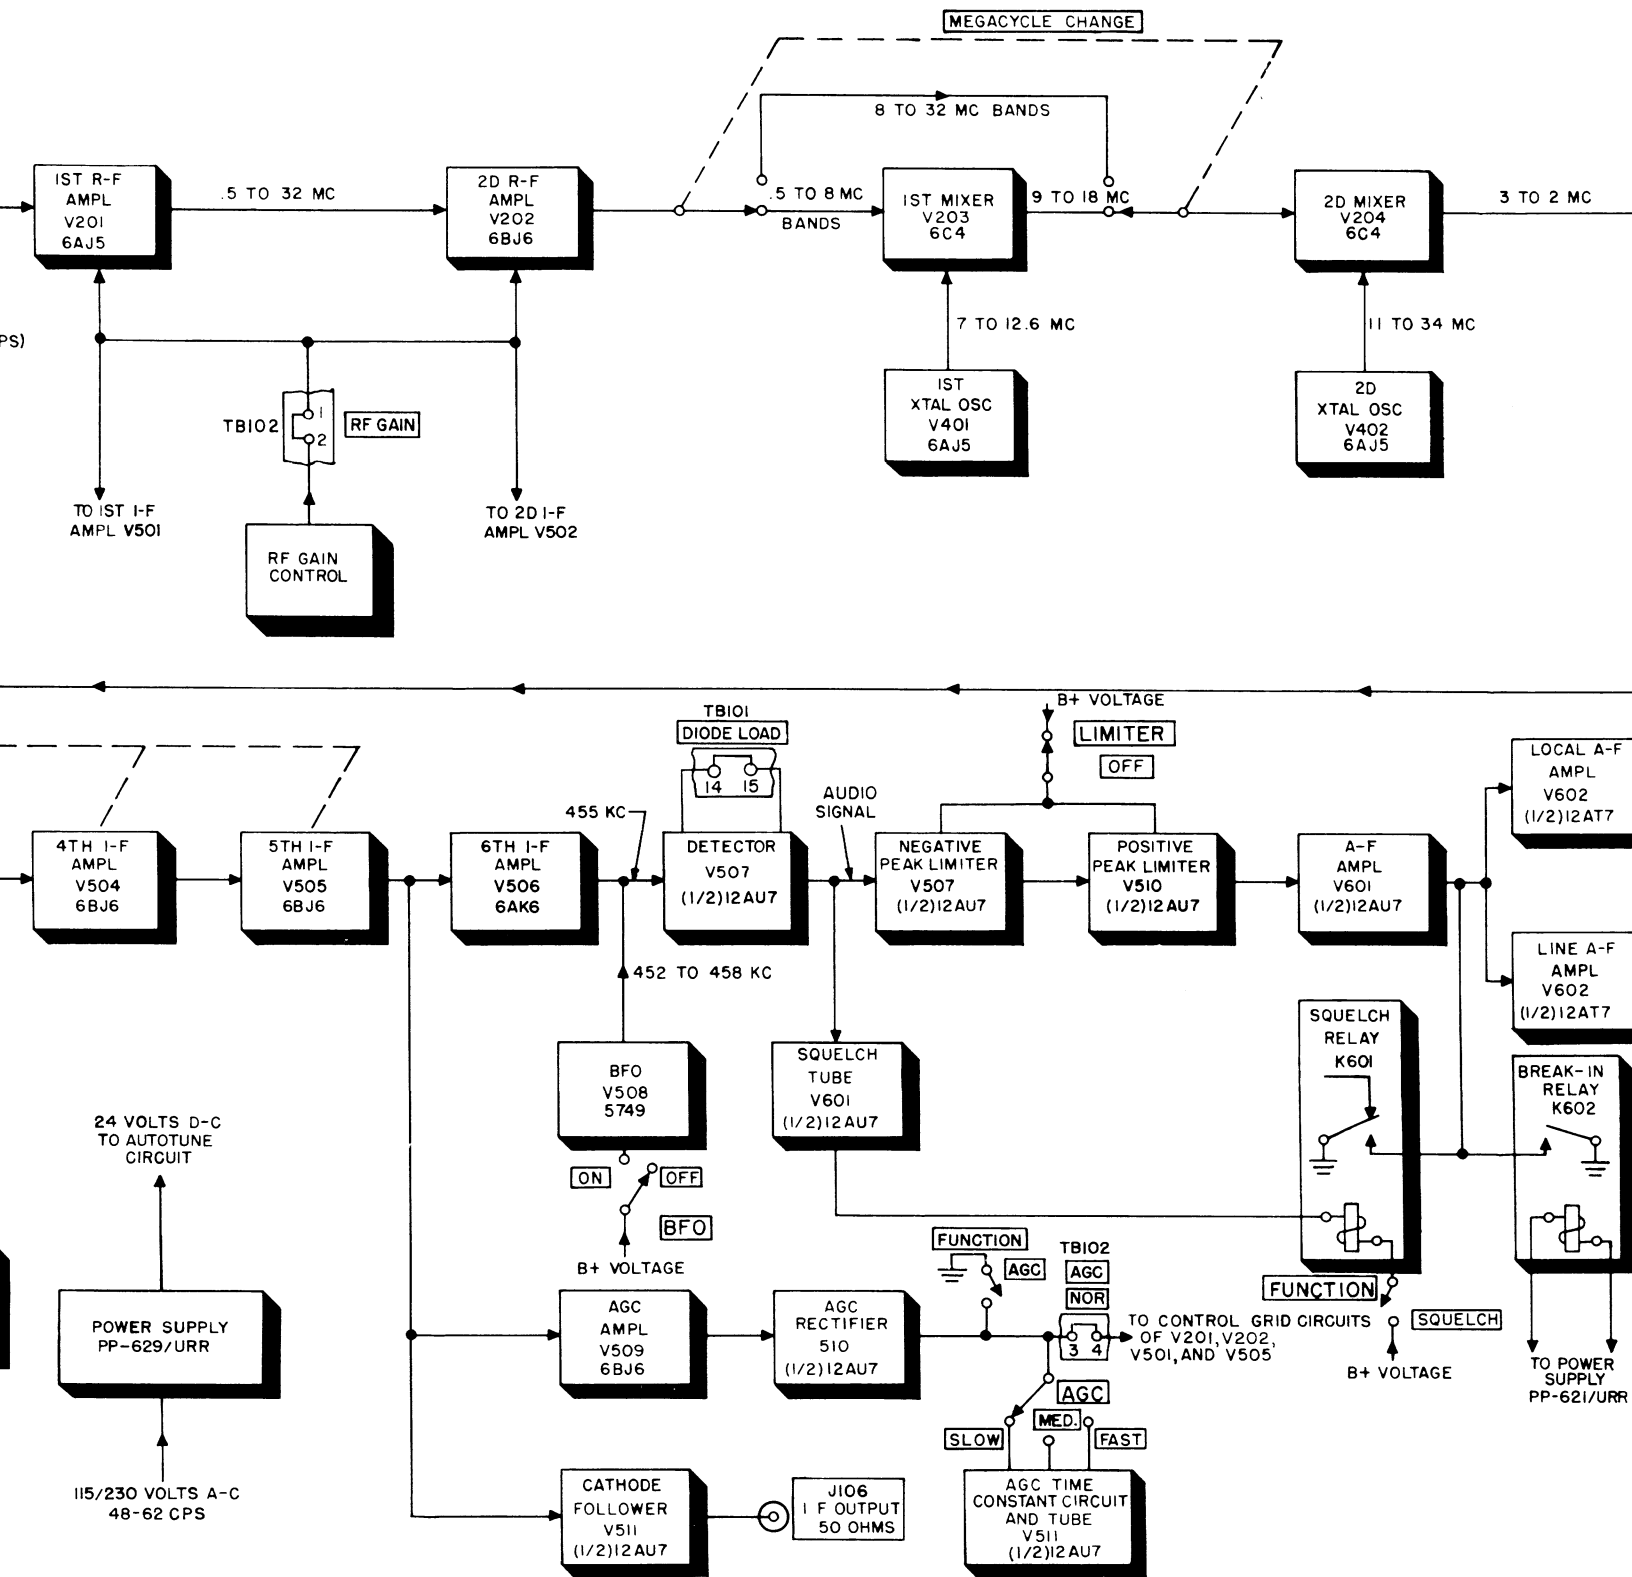 MEGACYCLE CHANGE
8 TO 32 MC BANDS
1ST R-F
AMPL
V201
6AJ5
.5 TO 32 MC
2D R-F
AMPL
V202
6BJ6
.5 TO 8 MC
BANDS
1ST MIXER
V203
6C4
9 TO 18 MC
2D MIXER
V204
6C4
3 TO 2 MC
PS)
7 TO 12.6 MC
11 TO 34 MC
1ST
XTAL OSC
V401
6AJ5
2D
XTAL OSC
V402
6AJ5
TB102
1
2
RF GAIN
TO 1ST I-F
AMPL V501
TO 2D I-F
AMPL V502
RF GAIN
CONTROL
TB101
DIODE LOAD
14 15
B+ VOLTAGE
LIMITER
OFF
455 KC
AUDIO
SIGNAL
4TH I-F
AMPL
V504
6BJ6
5TH I-F
AMPL
V505
6BJ6
6TH I-F
AMPL
V506
6AK6
DETECTOR
V507
(1/2)12AU7
NEGATIVE
PEAK LIMITER
V507
(1/2)12AU7
POSITIVE
PEAK LIMITER
V510
(1/2)12AU7
A-F
AMPL
V601
(1/2)12AU7
LOCAL A-F
AMPL
V602
(1/2)12AT7
LINE A-F
AMPL
V602
(1/2)12AT7
452 TO 458 KC
BFO
V508
5749
SQUELCH
TUBE
V601
(1/2)12AU7
SQUELCH
RELAY
K601
BREAK-IN
RELAY
K602
24 VOLTS D-C
TO AUTOTUNE
CIRCUIT
ON
OFF
BFO
B+ VOLTAGE
POWER SUPPLY
PP-629/URR
115/230 VOLTS A-C
48-62 CPS
AGC
AMPL
V509
6BJ6
AGC
RECTIFIER
510
(1/2)12AU7
FUNCTION
AGC
TB102
AGC
NOR
3 4
TO CONTROL GRID CIRCUITS
OF V201, V202,
V501, AND V505
FUNCTION
SQUELCH
B+ VOLTAGE
TO POWER
SUPPLY
PP-621/URR
AGC
SLOW
MED.
FAST
CATHODE
FOLLOWER
V511
(1/2)12AU7
J106
I F OUTPUT
50 OHMS
AGC TIME
CONSTANT CIRCUIT
AND TUBE
V511
(1/2)12AU7